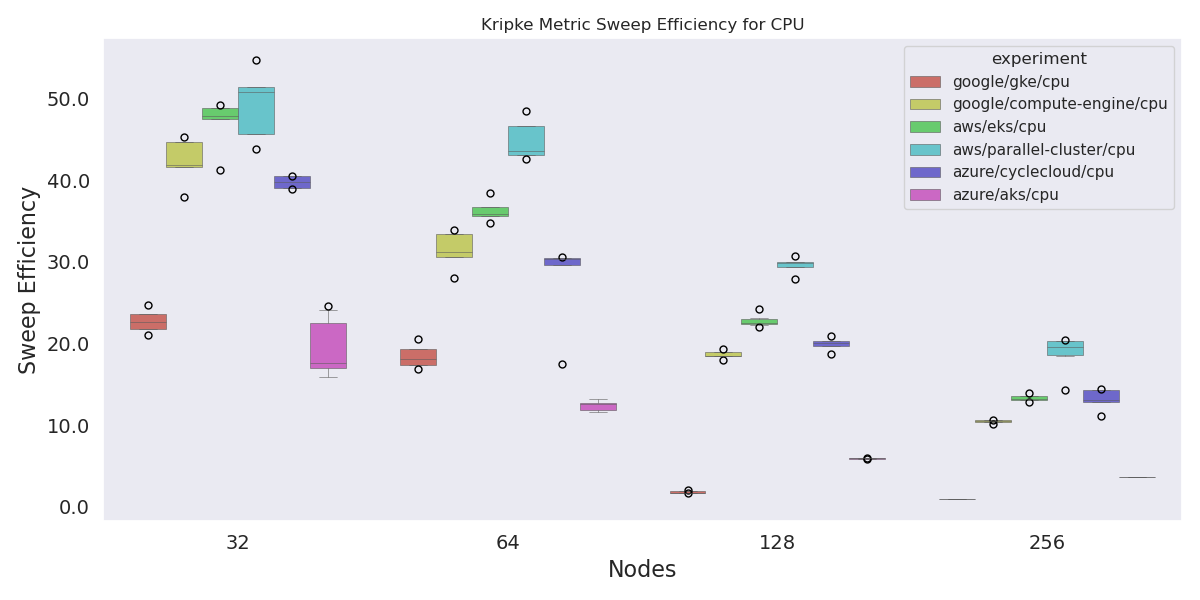 Kripke Metric Sweep Efficiency for CPU
Sweep Efficiency
50.0
40.0
30.0
20.0
10.0
0.0
experiment
google/gke/cpu
google/compute-engine/cpu
aws/eks/cpu
aws/parallel-cluster/cpu
azure/cyclecloud/cpu
azure/aks/cpu
32 64 128 256
Nodes